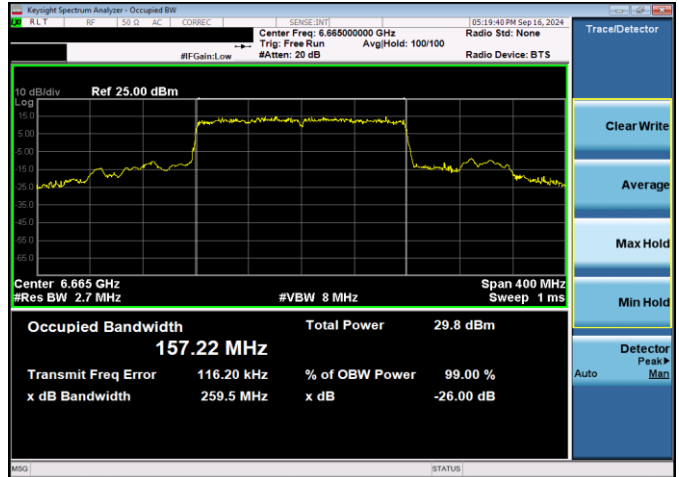 Keysight Spectrum Analyzer - Occupied BW
RLT RF 50 Ω AC CORREC SENSE:INT 05:19:40 PM Sep 16, 2024
Center Freq: 6.665000000 GHz Radio Std: None
Trig: Free Run Avg|Hold: 100/100
#IFGain:Low #Atten: 20 dB Radio Device: BTS
Trace/Detector
10 dB/div Ref 25.00 dBm
Log
15.0
5.00
-5.00
-15.0
-25.0
-35.0
-45.0
-55.0
-65.0
Center 6.665 GHz Span 400 MHz
#Res BW 2.7 MHz #VBW 8 MHz Sweep 1 ms
Occupied Bandwidth Total Power 29.8 dBm
157.22 MHz
Transmit Freq Error 116.20 kHz % of OBW Power 99.00 %
x dB Bandwidth 259.5 MHz x dB -26.00 dB
Clear Write
Average
Max Hold
Min Hold
Detector
Peak▶
Auto Man
MSG STATUS